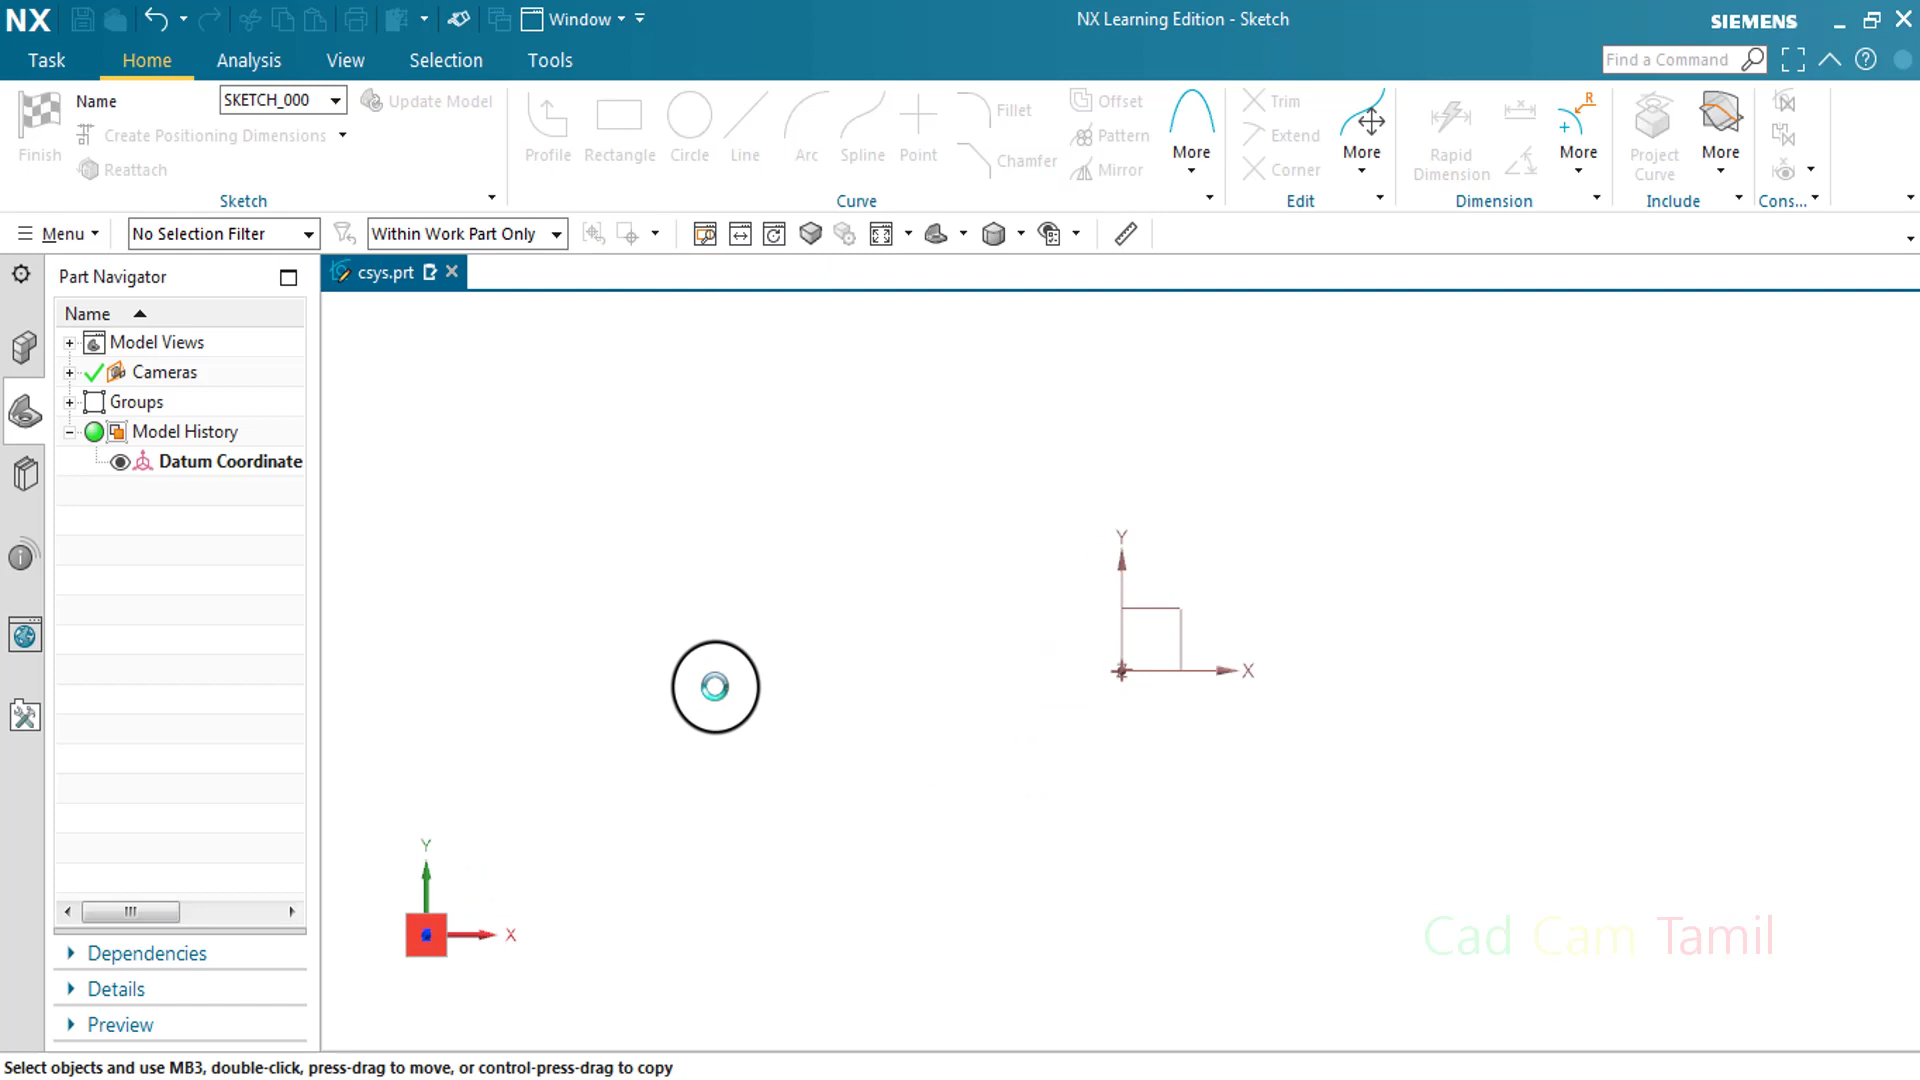 NX
Window
NX Learning Edition - Sketch
SIEMENS
Task
Home
Analysis
View
Selection
Tools
Find a Command
Name
SKETCH_000
Update Model
Create Positioning Dimensions
Reattach
Finish
Sketch
Profile
Rectangle
Circle
Line
Arc
Spline
Point
Fillet
Chamfer
Offset
Pattern
Mirror
More
Curve
Trim
Extend
Corner
More
Edit
Rapid
Dimension
R
More
Dimension
Project
Curve
More
Include
Cons...
Menu
No Selection Filter
Within Work Part Only
Part Navigator
csys.prt
Name
Model Views
Cameras
Groups
Model History
Datum Coordinate
Y
X
Y
X
Cad Cam Tamil
Dependencies
Details
Preview
Select objects and use MB3, double-click, press-drag to move, or control-press-drag to copy